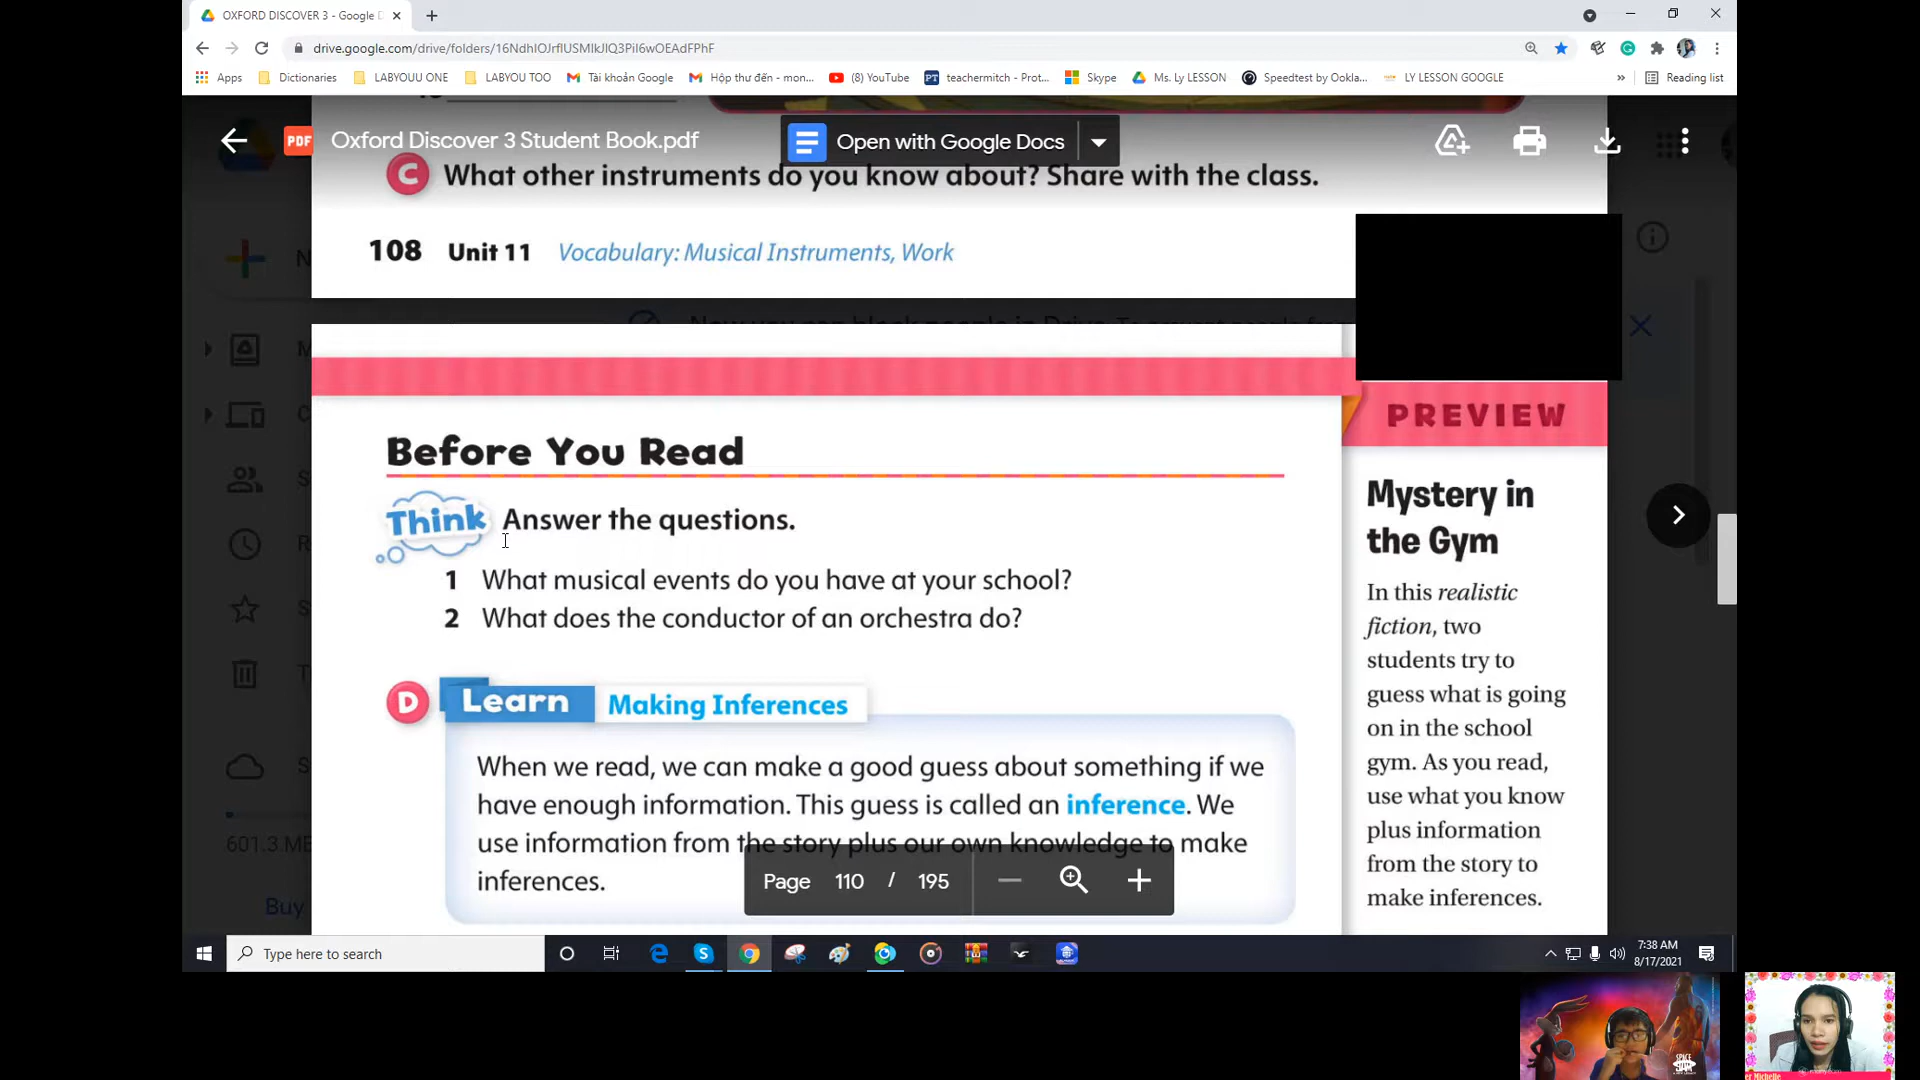 OXFORD DISCOVER 3 - Google D
drive.google.com/drive/folders/16NdhIOJrflUSMIkJIQ3PiI6wOEAdFPhF
Apps Dictionaries LABYOUU ONE LABYOU TOO Tài khoản Google Hộp thư đến - mon... (8) YouTube teachermitch - Prot... Skype Ms. Ly LESSON Speedtest by Ookla... LY LESSON GOOGLE » Reading list
PDF Oxford Discover 3 Student Book.pdf Open with Google Docs
C What other instruments do you know about? Share with the class.
108 Unit 11 Vocabulary: Musical Instruments, Work
Before You Read
Think Answer the questions.
1 What musical events do you have at your school?
2 What does the conductor of an orchestra do?
D Learn Making Inferences
When we read, we can make a good guess about something if we
have enough information. This guess is called an inference. We
use information from the story plus our own knowledge to make
inferences.
PREVIEW
Mystery in
the Gym
In this realistic
fiction, two
students try to
guess what is going
on in the school
gym. As you read,
use what you know
plus information
from the story to
make inferences.
Page 110 / 195
601.3 MB
Buy
Type here to search
7:38 AM
8/17/2021
SPACE
JAM
er Michelle